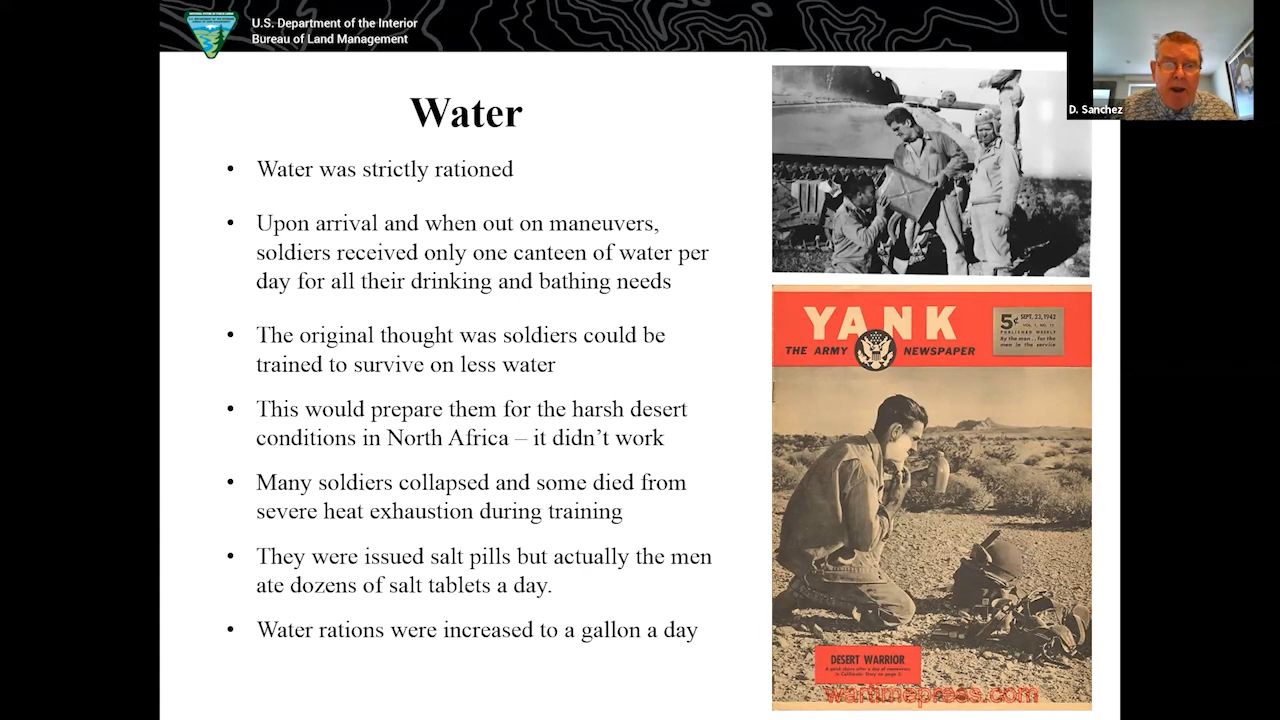 U.S. Department of the Interior
Bureau of Land Management
D. Sanchez
Water
• Water was strictly rationed
• Upon arrival and when out on maneuvers,
soldiers received only one canteen of water per
day for all their drinking and bathing needs
• The original thought was soldiers could be
trained to survive on less water
• This would prepare them for the harsh desert
conditions in North Africa – it didn’t work
• Many soldiers collapsed and some died from
severe heat exhaustion during training
• They were issued salt pills but actually the men
ate dozens of salt tablets a day.
• Water rations were increased to a gallon a day
YANK
THE ARMY NEWSPAPER
5¢ SEPT. 23, 1942
PUBLISHED WEEKLY
By the men.. for the
men in the service
DESERT WARRIOR
wartimepress.com